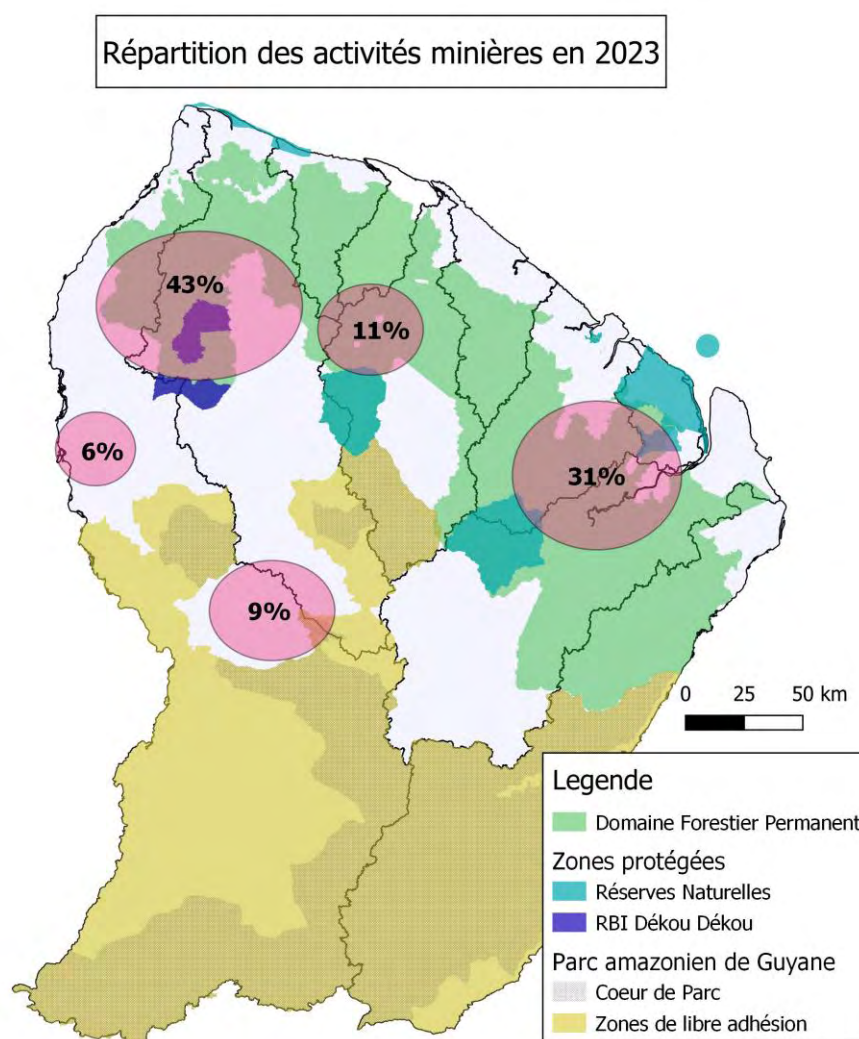 Répartition des activités minières en 2023
43%
11%
6%
31%
9%
0 25 50 km
Legende
Domaine Forestier Permanent
Zones protégées
Réserves Naturelles
RBI Dékou Dékou
Parc amazonien de Guyane
Coeur de Parc
Zones de libre adhésion